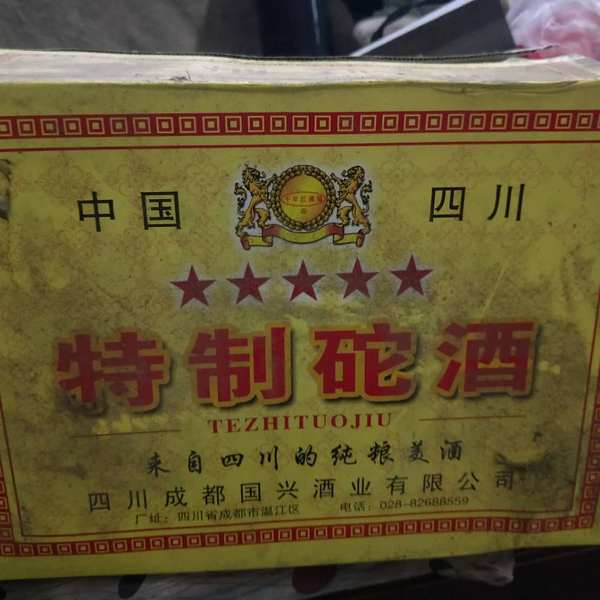 中国
四川
特制砣酒
TEZHITUOJIU
来自四川的纯粮美酒
四川成都国兴酒业有限公司
厂址：四川省成都市温江区 电话：028-82688559